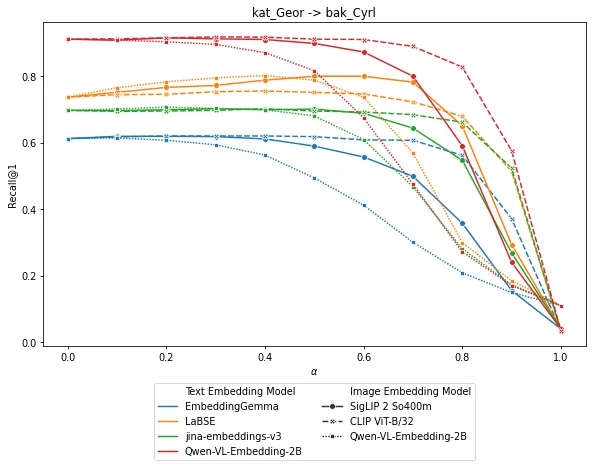 kat_Geor -> bak_Cyrl
Recall@1
0.8
0.6
0.4
0.2
0.0
0.0 0.2 0.4 0.6 0.8 1.0
α
Text Embedding Model
EmbeddingGemma
LaBSE
jina-embeddings-v3
Qwen-VL-Embedding-2B
Image Embedding Model
SigLIP 2 So400m
CLIP ViT-B/32
Qwen-VL-Embedding-2B